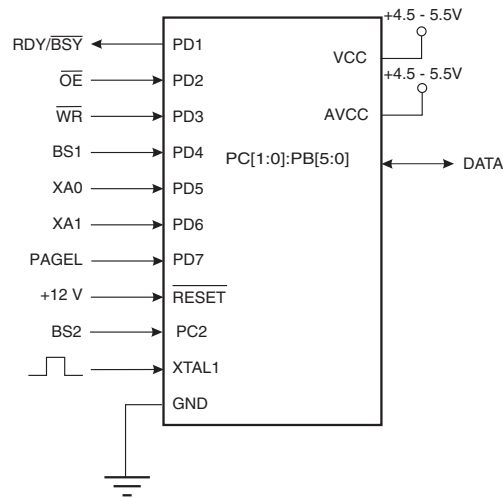 +4.5 - 5.5V
RDY/BSY PD1
VCC
OE PD2
+4.5 - 5.5V
WR PD3
AVCC
BS1 PD4
PC[1:0]:PB[5:0]
DATA
XA0 PD5
XA1 PD6
PAGEL PD7
+12 V RESET
BS2 PC2
XTAL1
GND